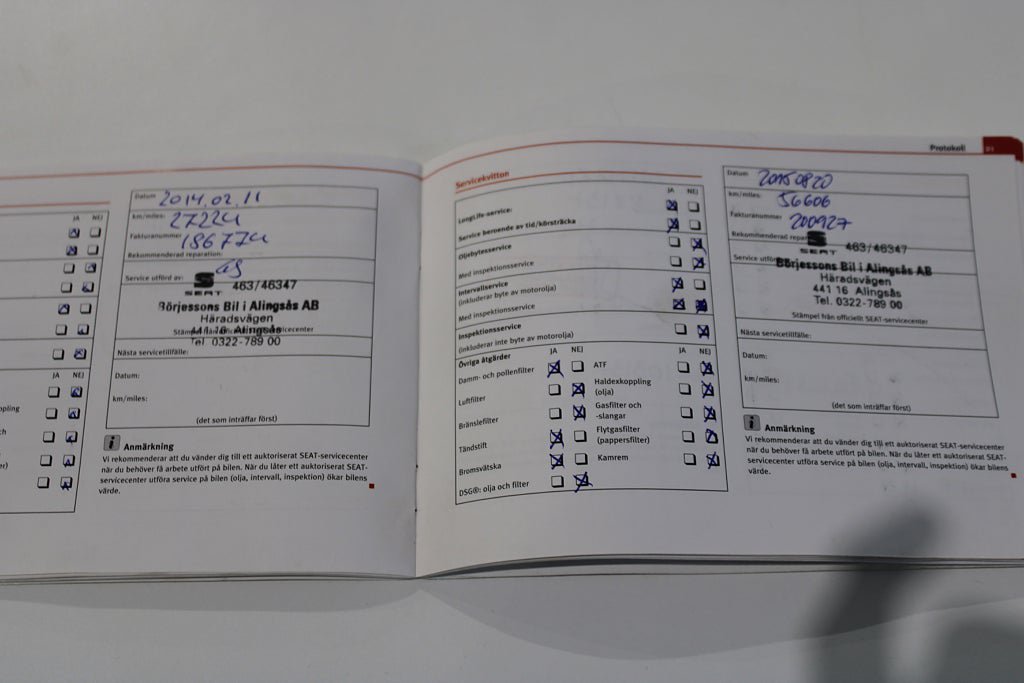 JA NEJ
JA NEJ
Datum 2014.02.11
km/miles: 27224
Fakturanummer 186774
Rekommenderad reparation:
Service utförd av:
SEAT 463/46347
Börjessons Bil i Alingsås AB
Häradsvägen
441 16 Alingsås
Stämpel från officiellt SEAT-servicecenter
Tel 0322-789 00
Nästa servicetillfälle:
Datum:
km/miles:
(det som inträffar först)
i Anmärkning
Vi rekommenderar att du vänder dig till ett auktoriserat SEAT-servicecenter
när du behöver få arbete utfört på bilen. När du låter ett auktoriserat SEAT-
servicecenter utföra service på bilen (olja, intervall, inspektion) ökar bilens
värde.
Protokoll
Servicekvitton
JA NEJ
LongLife-service:
Service beroende av tid/körsträcka
Oljebytesservice
Med inspektionsservice
Intervallservice
(inkluderar byte av motorolja)
Med inspektionsservice
Inspektionsservice
(inkluderar inte byte av motorolja)
Övriga åtgärder JA NEJ JA NEJ
Damm- och pollenfilter ATF
Luftfilter Haldexkoppling
(olja)
Bränslefilter Gasfilter och
-slangar
Tändstift Flytgasfilter
(pappersfilter)
Bromsvätska Kamrem
DSG®: olja och filter
Datum 20150820
km/miles: 56606
Fakturanummer 200927
Rekommenderad
SEAT 463/46347
Service
Börjessons Bil i Alingsås AB
Häradsvägen
441 16 Alingsås
Tel. 0322-789 00
Stämpel från officiellt SEAT-servicecenter
Nästa servicetillfälle:
Datum:
km/miles:
(det som inträffar först)
i Anmärkning
Vi rekommenderar att du vänder dig till ett auktoriserat SEAT-servicecenter
när du behöver få arbete utfört på bilen. När du låter ett auktoriserat SEAT-
servicecenter utföra service på bilen (olja, intervall, inspektion) ökar bilens
värde.